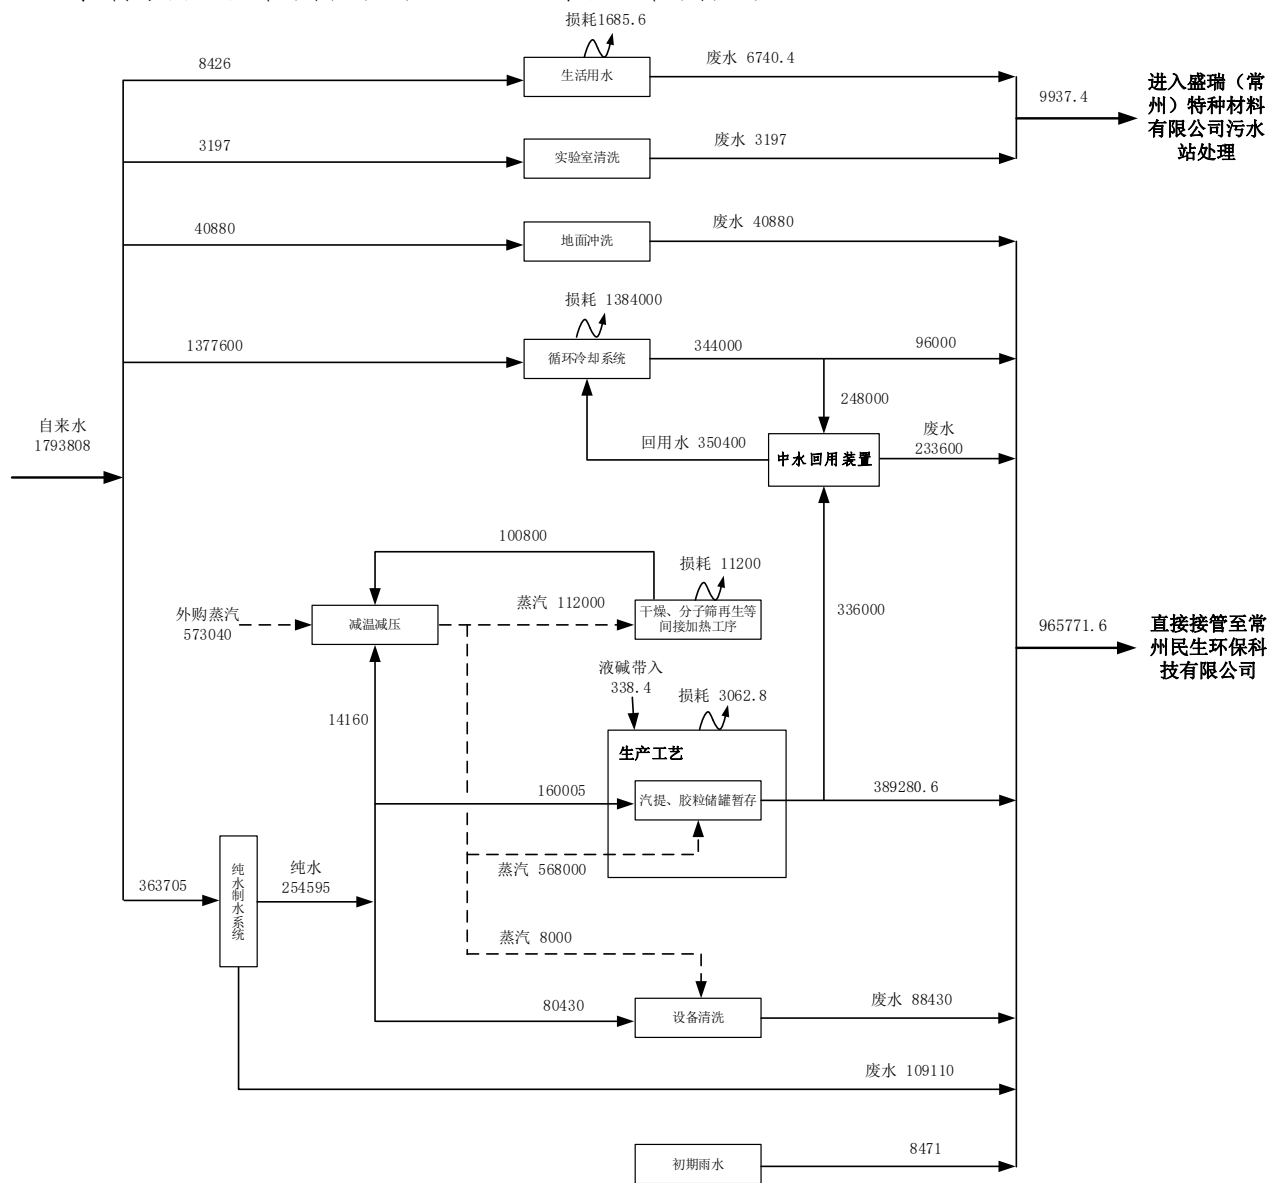 损耗1685.6
8426
生活用水
废水 6740.4
9937.4
进入盛瑞（常
州）特种材料
有限公司污水
站处理
3197
实验室清洗
废水 3197
40880
地面冲洗
废水 40880
损耗 1384000
1377600
循环冷却系统
344000
96000
248000
自来水
1793808
回用水 350400
中水回用装置
废水
233600
100800
损耗 11200
外购蒸汽
573040
减温减压
蒸汽 112000
干燥、分子筛再生等
间接加热工序
336000
965771.6
直接接管至常
州民生环保科
技有限公司
液碱带入
338.4
损耗 3062.8
14160
生产工艺
160005
汽提、胶粒储罐暂存
389280.6
蒸汽 568000
363705
纯水制水系统
纯水
254595
蒸汽 8000
80430
设备清洗
废水 88430
废水 109110
初期雨水
8471